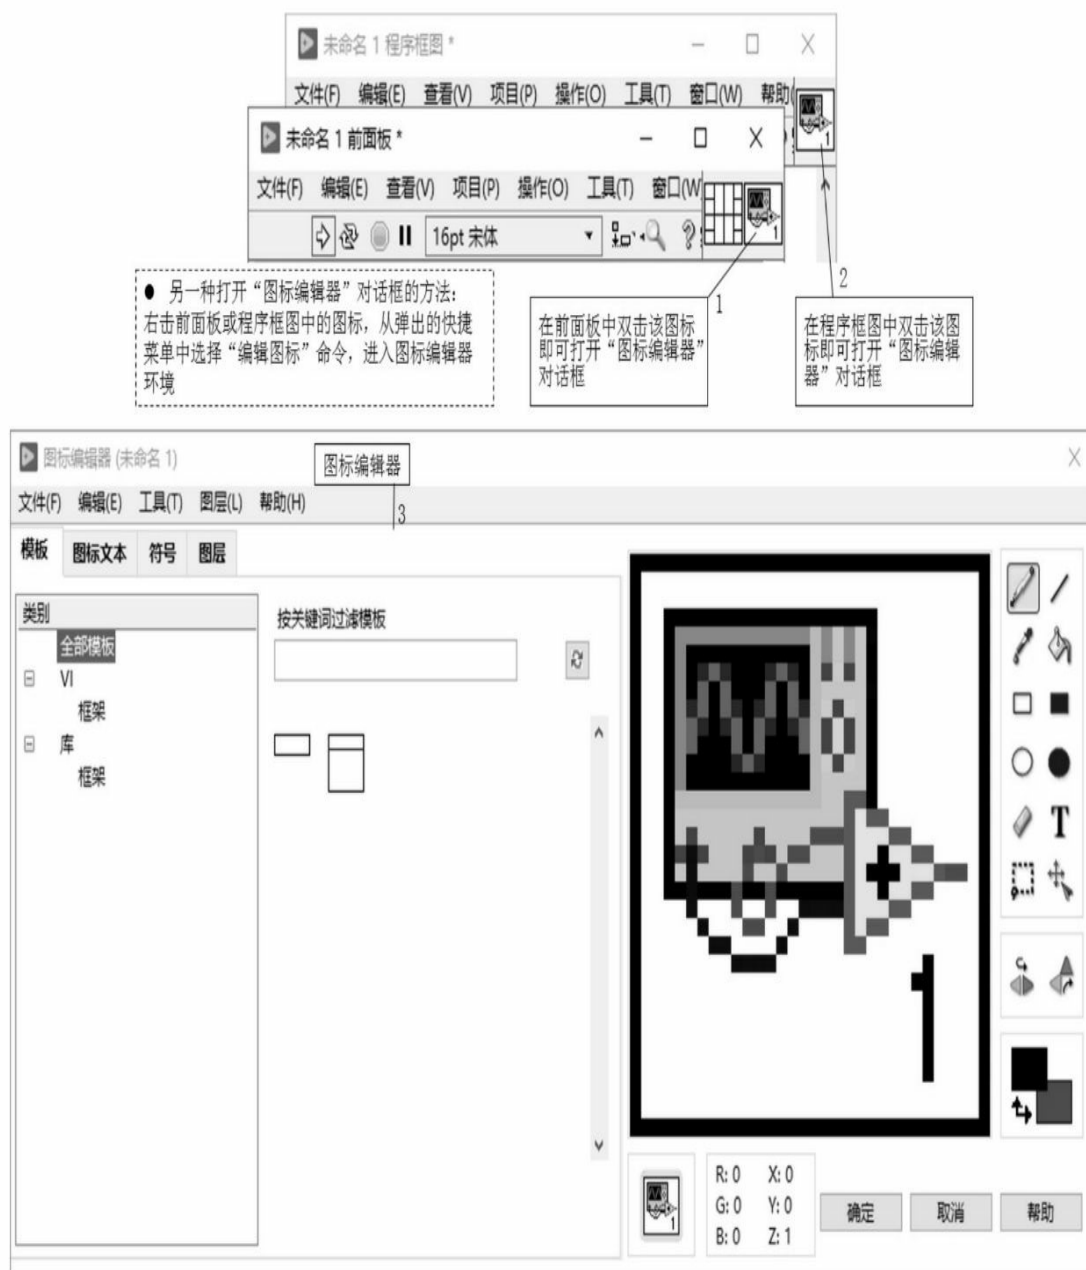 未命名 1 程序框图 *
文件(F) 编辑(E) 查看(V) 项目(P) 操作(O) 工具(T) 窗口(W) 帮助(
1
未命名 1 前面板 *
文件(F) 编辑(E) 查看(V) 项目(P) 操作(O) 工具(T) 窗口(W
16pt 宋体
1
● 另一种打开“图标编辑器”对话框的方法：
右击前面板或程序框图中的图标，从弹出的快捷
菜单中选择“编辑图标”命令，进入图标编辑器
环境
1
在前面板中双击该图标
即可打开“图标编辑器”
对话框
2
在程序框图中双击该图
标即可打开“图标编辑
器”对话框
图标编辑器 (未命名 1)
图标编辑器
3
文件(F) 编辑(E) 工具(T) 图层(L) 帮助(H)
模板 图标文本 符号 图层
类别
全部模板
VI
框架
库
框架
按关键词过滤模板
1
T
1
R: 0 X: 0
G: 0 Y: 0
B: 0 Z: 1
确定 取消 帮助